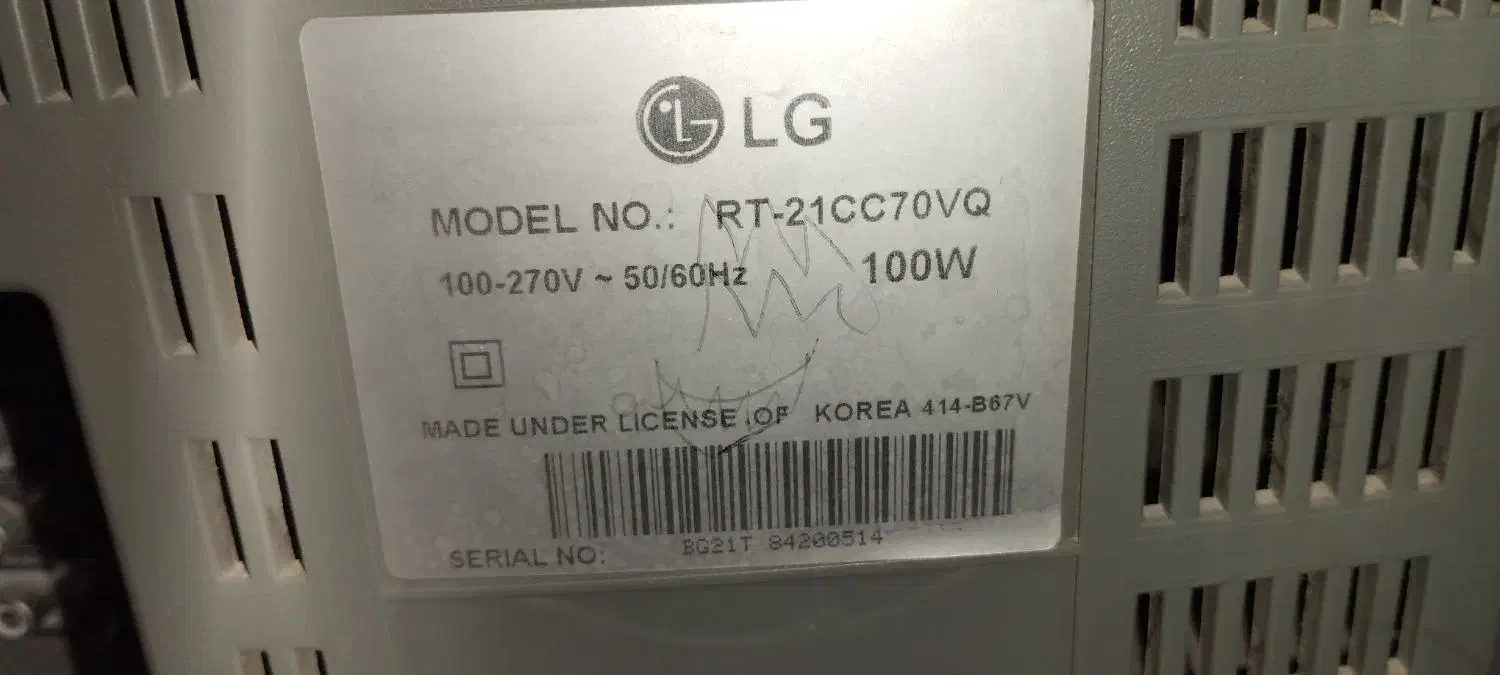 LG
MODEL NO.: RT-21CC70VQ
100-270V ~ 50/60Hz 100W
MADE UNDER LICENSE OF KOREA 414-B67V
SERIAL NO: BG21T 84200514